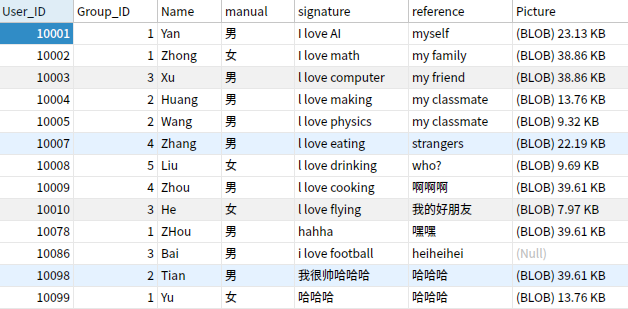 User_ID Group_ID Name manual signature reference Picture
10001 1 Yan 男 I love AI myself (BLOB) 23.13 KB
10002 1 Zhong 女 I love math my family (BLOB) 38.86 KB
10003 3 Xu 男 l love computer my friend (BLOB) 38.86 KB
10004 2 Huang 男 l love making my classmate (BLOB) 13.76 KB
10005 2 Wang 男 l love physics my classmate (BLOB) 9.32 KB
10007 4 Zhang 男 l love eating strangers (BLOB) 22.19 KB
10008 5 Liu 女 l love drinking who? (BLOB) 9.69 KB
10009 4 Zhou 男 l love cooking 啊啊啊 (BLOB) 39.61 KB
10010 3 He 女 l love flying 我的好朋友 (BLOB) 7.97 KB
10078 1 ZHou 男 hahha 嘿嘿 (BLOB) 39.61 KB
10086 3 Bai 男 i love football heiheihei (Null)
10098 2 Tian 男 我很帅哈哈哈 哈哈哈 (BLOB) 39.61 KB
10099 1 Yu 女 哈哈哈 哈哈哈 (BLOB) 13.76 KB